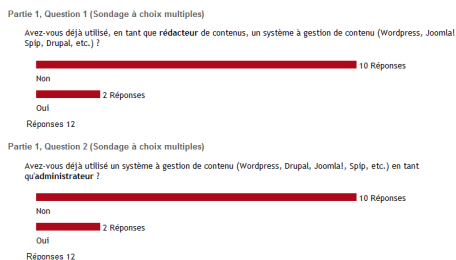 Partie 1, Question 1 (Sondage à choix multiples)
Avez-vous déjà utilisé, en tant que rédacteur de contenus, un système à gestion de contenu (Wordpress, Joomla!
Spip, Drupal, etc.) ?
10 Réponses
Non
2 Réponses
Oui
Réponses 12
Partie 1, Question 2 (Sondage à choix multiples)
Avez-vous déjà utilisé un système à gestion de contenu (Wordpress, Drupal, Joomla!, Spip, etc.) en tant
qu'administrateur ?
10 Réponses
Non
2 Réponses
Oui
Réponses 12